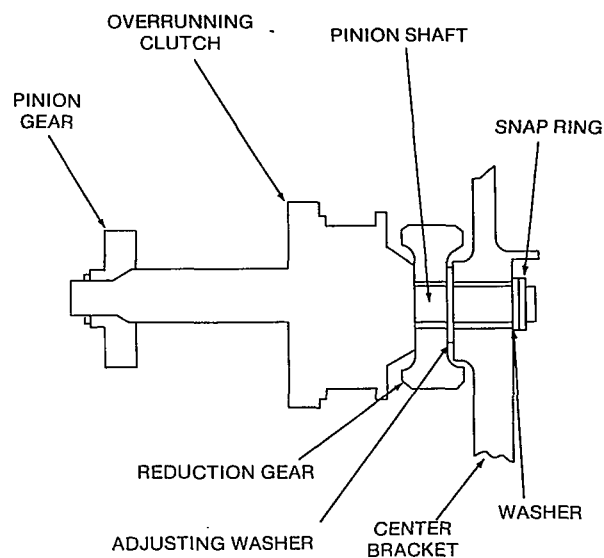 OVERRUNNING
CLUTCH
PINION SHAFT
PINION
GEAR
SNAP RING
REDUCTION GEAR
ADJUSTING WASHER
CENTER
BRACKET
WASHER